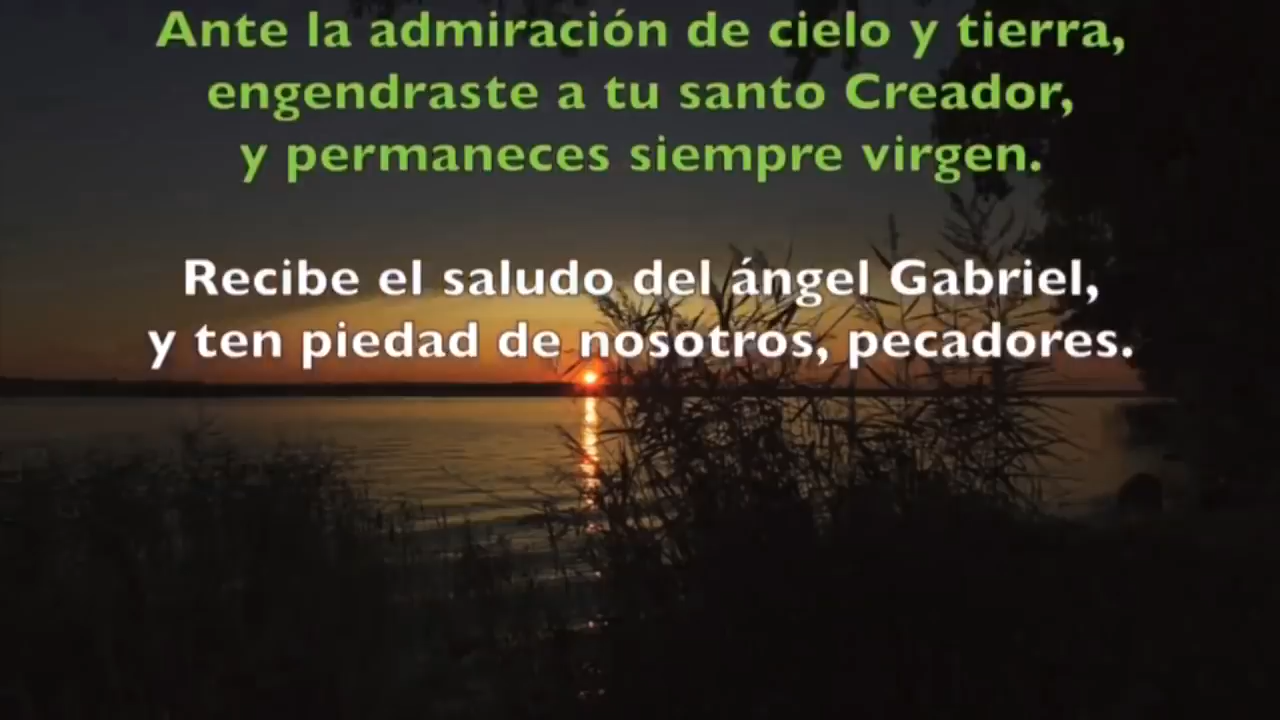 Ante la admiración de cielo y tierra,
engendraste a tu santo Creador,
y permaneces siempre virgen.
Recibe el saludo del ángel Gabriel,
y ten piedad de nosotros, pecadores.